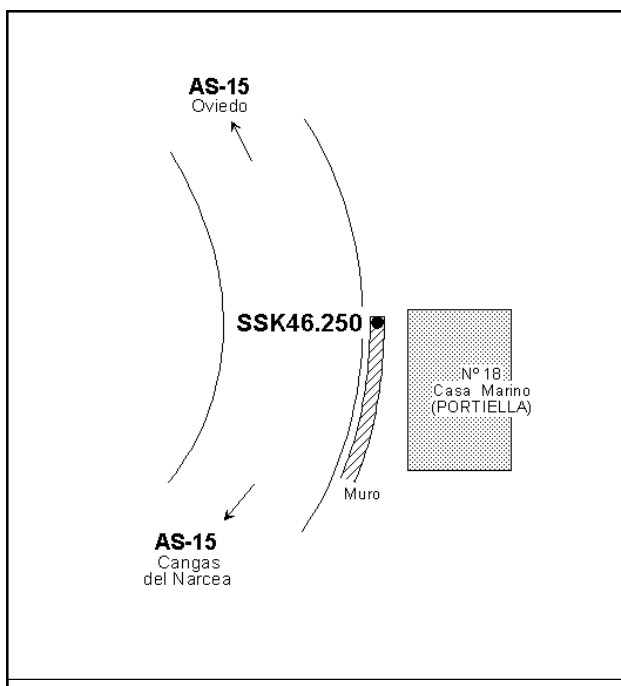 AS-15
Oviedo
SSK46.250
Nº 18
Casa Marino
(PORTIELLA)
Muro
AS-15
Cangas
del Narcea